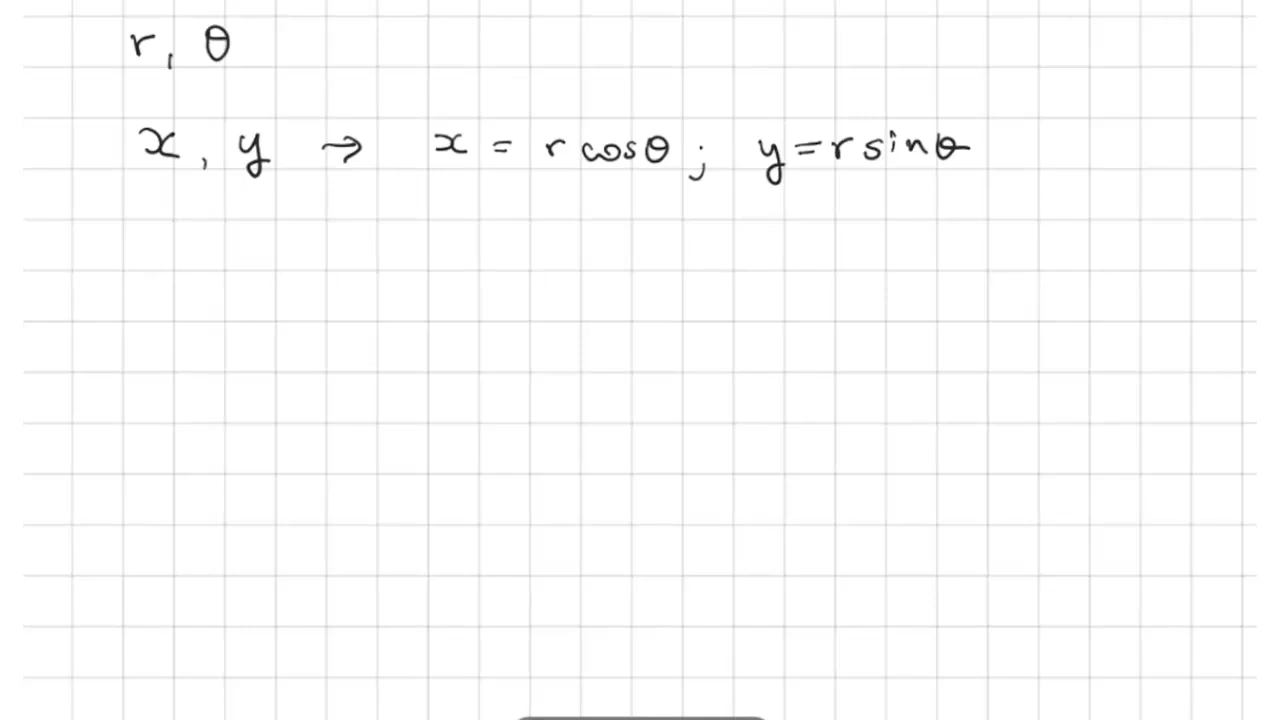 r, θ
x, y → x = r cosθ; y=r sinθ